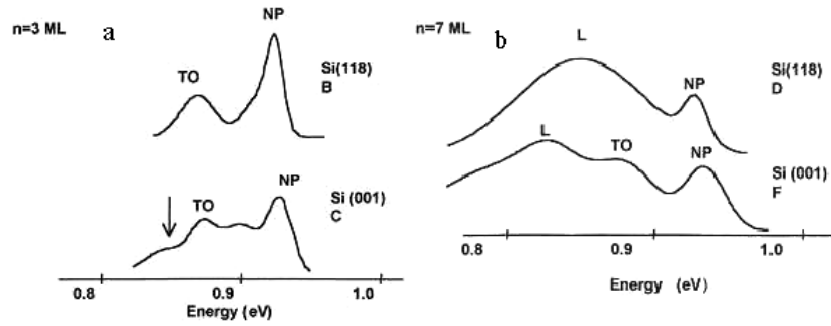 n=3 ML
a
NP
TO
Si(118)
B
NP
TO
Si (001)
C
0.8
0.9
1.0
Energy (eV)
n=7 ML
b
L
NP
Si(118)
D
L
TO
NP
Si (001)
F
0.8
0.9
1.0
Energy (eV)